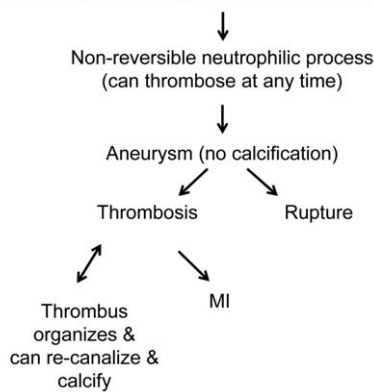 Non-reversible neutrophilic process
(can thrombose at any time)
Aneurysm (no calcification)
Thrombosis
Rupture
MI
Thrombus
organizes &
can re-canalize &
calcify